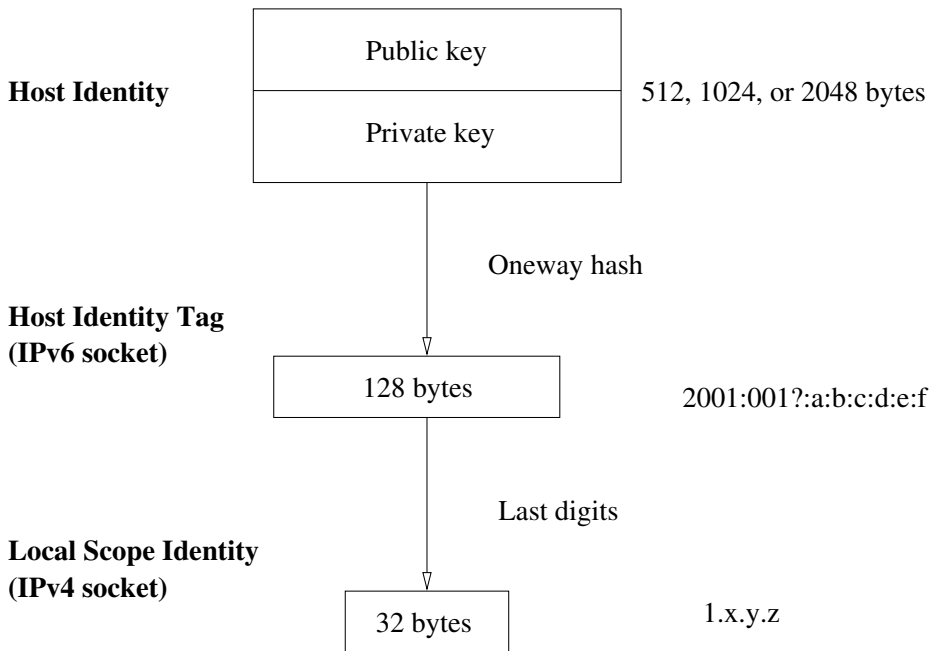 Public key
Host Identity
512, 1024, or 2048 bytes
Private key
Oneway hash
Host Identity Tag
(IPv6 socket)
128 bytes
2001:001?:a:b:c:d:e:f
Last digits
Local Scope Identity
(IPv4 socket)
32 bytes
1.x.y.z